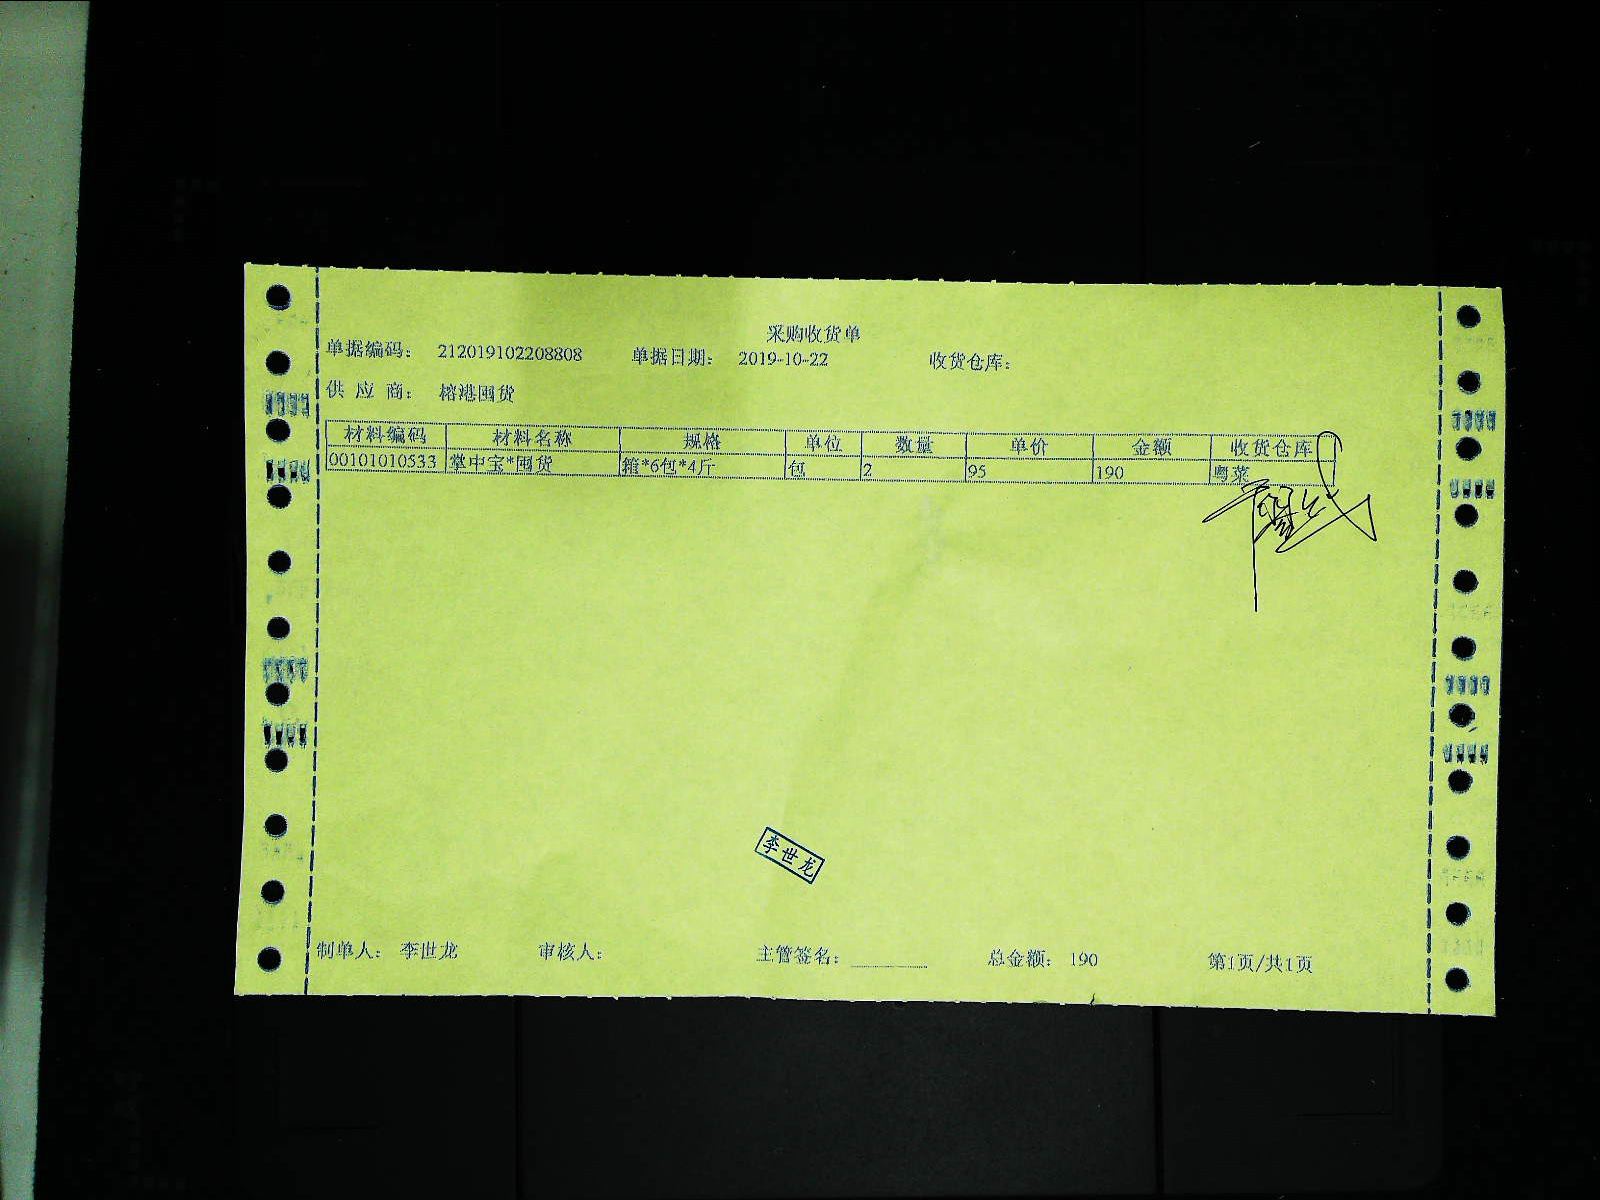 采购收货单
单据编码： 212019102208808 单据日期： 2019-10-22 收货仓库：
供 应 商： 榕港囤货
材料编码 材料名称 规格 单位 数量 单价 金额 收货仓库
00101010533 掌中宝*囤货 箱*6包*4斤 包 2 95 190 粤菜
李世龙
制单人： 李世龙 审核人： 主管签名： 总金额： 190 第1页/共1页